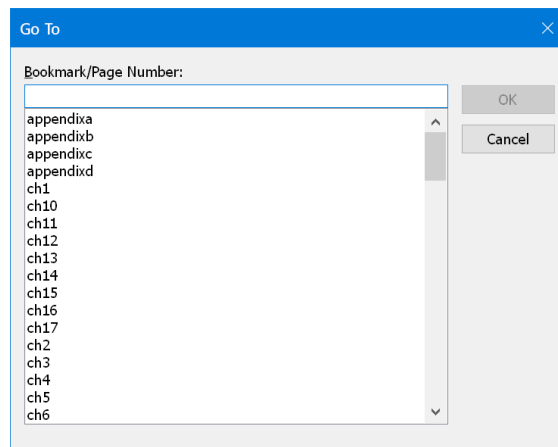 Go To
Bookmark/Page Number:
OK
appendixa
Cancel
appendixb
appendixc
appendixd
ch1
ch10
ch11
ch12
ch13
ch14
ch15
ch16
ch17
ch2
ch3
ch4
ch5
ch6